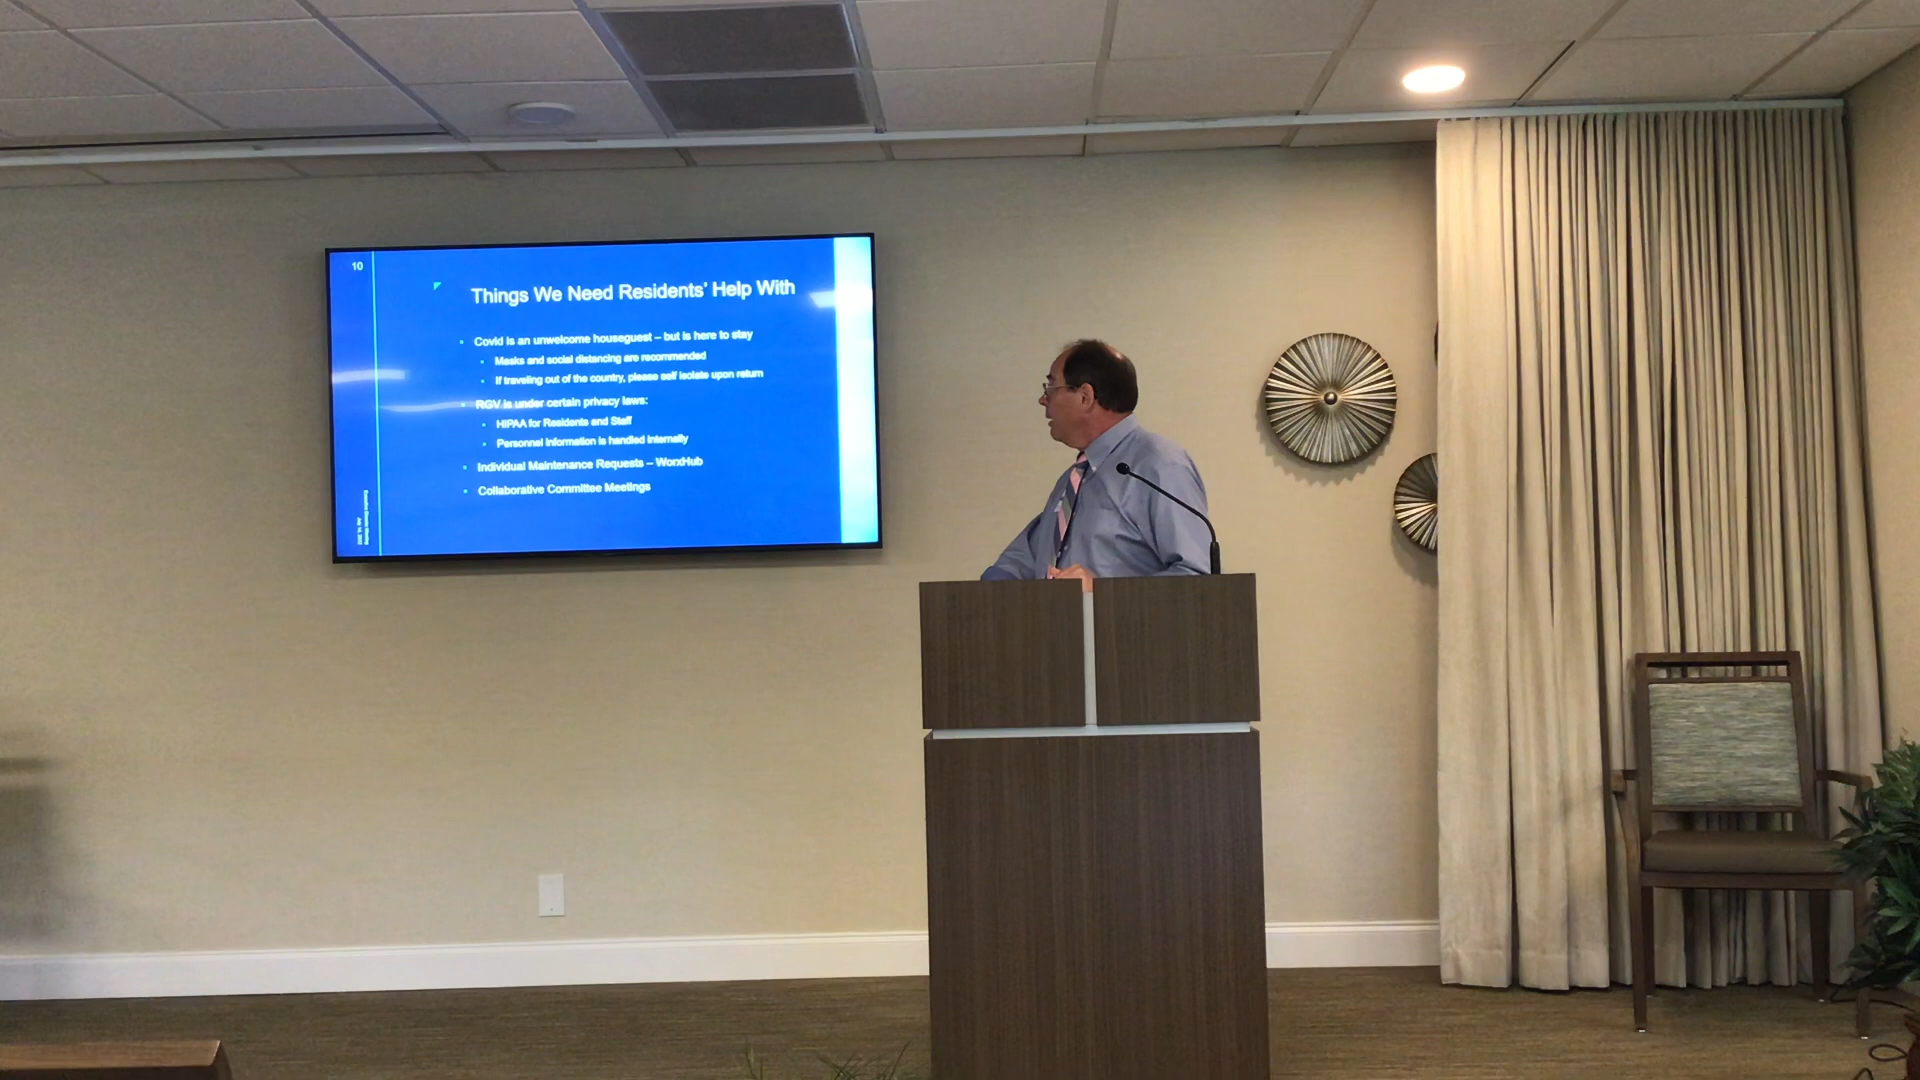 10
Things We Need Residents' Help With
Covid is an unwelcome houseguest – but is here to stay
Masks and social distancing are recommended
If traveling out of the country, please self isolate upon return
RGV is under certain privacy laws:
HIPAA for Residents and Staff
Personnel information is handled internally
Individual Maintenance Requests – WorxHub
Collaborative Committee Meetings